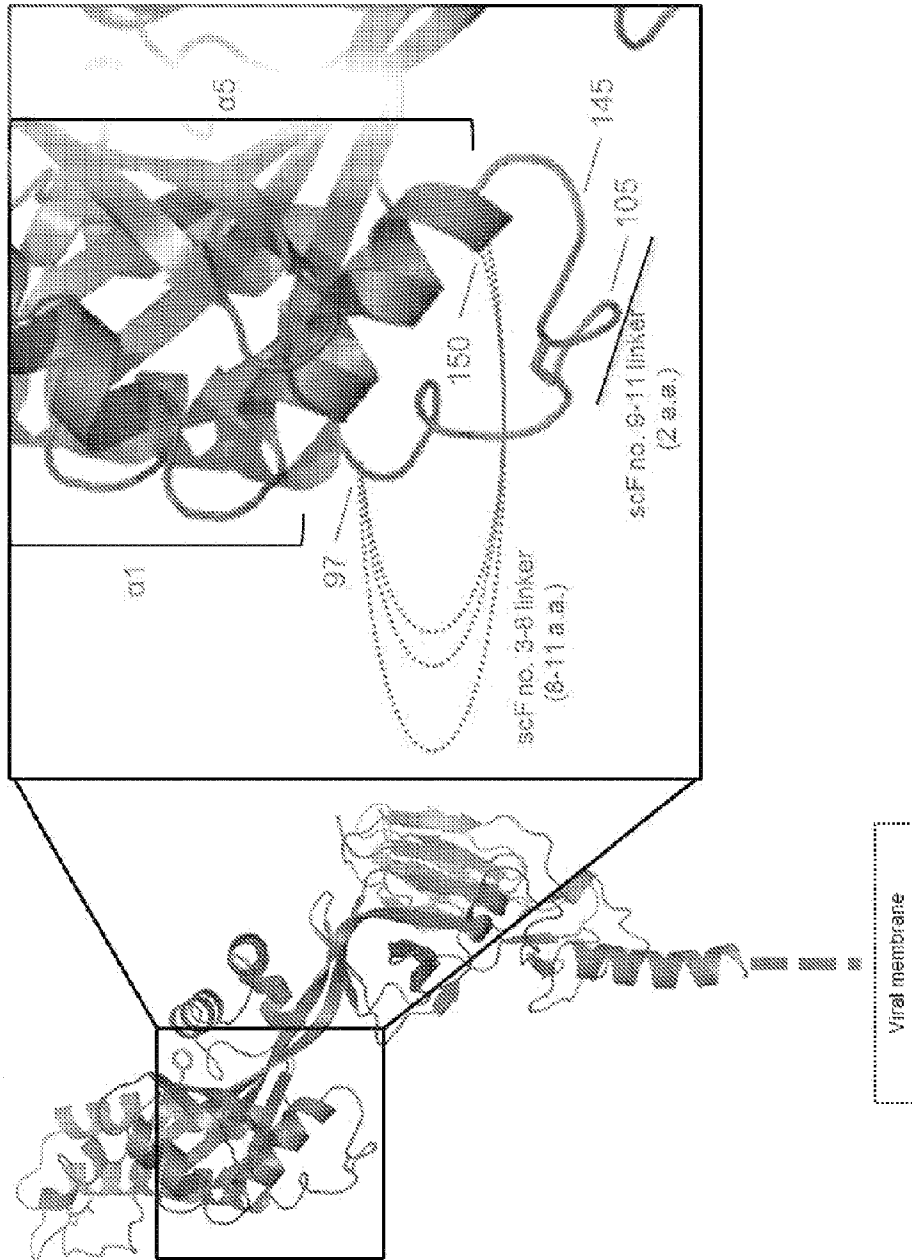 α1
α5
97
150
145
105
scF no. 3-8 linker
(8-11 a.a.)
scF no. 9-11 linker
(2 a.a.)
Viral membrane